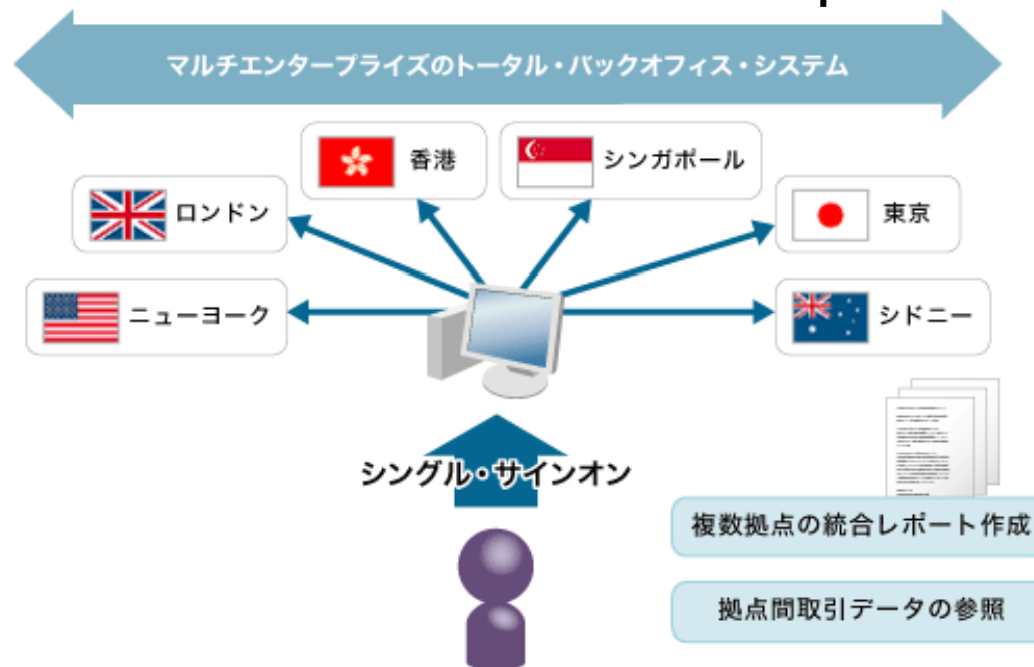 マルチエンタープライズのトータル・バックオフィス・システム
香港
シンガポール
ロンドン
東京
ニューヨーク
シドニー
シングル・サインオン
複数拠点の統合レポート作成
拠点間取引データの参照